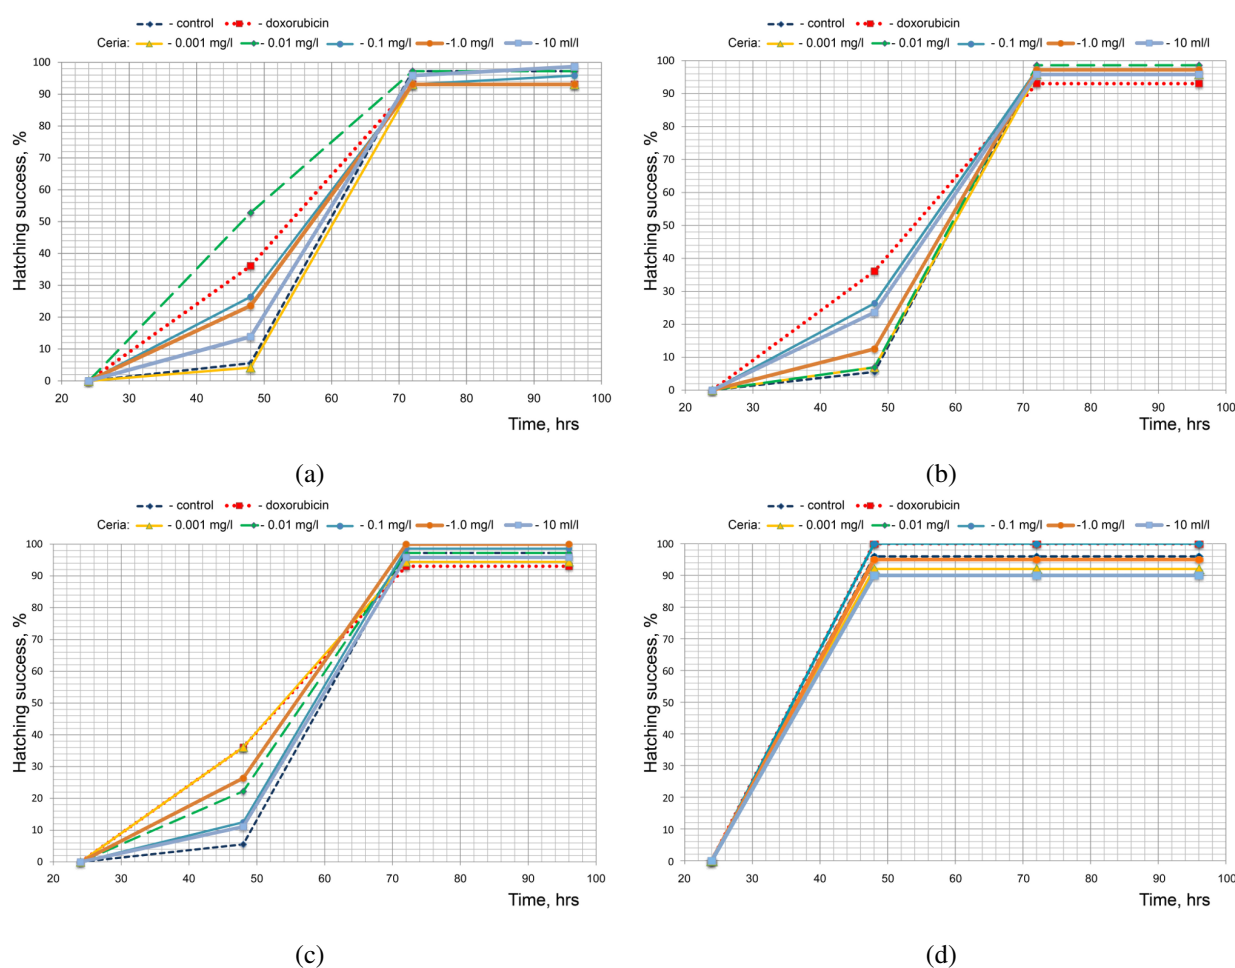 - control - doxorubicin
Ceria: - 0.001 mg/l - 0.01 mg/l - 0.1 mg/l -1.0 mg/l - 10 ml/l
Hatching success, %
100
90
80
70
60
50
40
30
20
10
0
20 30 40 50 60 70 80 90 100
Time, hrs
(a)
- control - doxorubicin
Ceria: - 0.001 mg/l - 0.01 mg/l - 0.1 mg/l -1.0 mg/l - 10 ml/l
Hatching success, %
100
90
80
70
60
50
40
30
20
10
0
20 30 40 50 60 70 80 90 100
Time, hrs
(b)
- control - doxorubicin
Ceria: - 0.001 mg/l - 0.01 mg/l - 0.1 mg/l -1.0 mg/l - 10 ml/l
Hatching success, %
100
90
80
70
60
50
40
30
20
10
0
20 30 40 50 60 70 80 90 100
Time, hrs
(c)
- control - doxorubicin
Ceria: - 0.001 mg/l - 0.01 mg/l - 0.1 mg/l -1.0 mg/l - 10 ml/l
Hatching success, %
100
90
80
70
60
50
40
30
20
10
0
20 30 40 50 60 70 80 90 100
Time, hrs
(d)